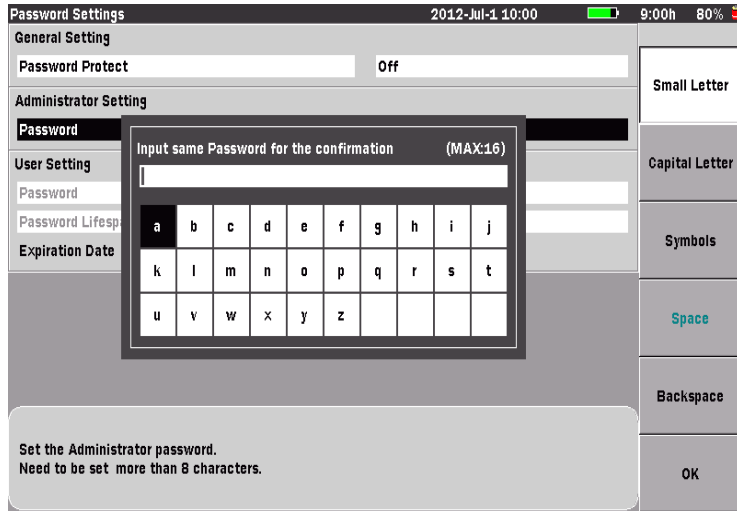 Password Settings 2012-Jul-1 10:00 9:00h 80%
General Setting
Password Protect Off
Administrator Setting
Password
Input same Password for the confirmation (MAX:16)
User Setting
Password
Password Lifesp
Expiration Date
a b c d e f g h i j
k l m n o p q r s t
u v w x y z
Set the Administrator password.
Need to be set more than 8 characters.
Small Letter
Capital Letter
Symbols
Space
Backspace
OK